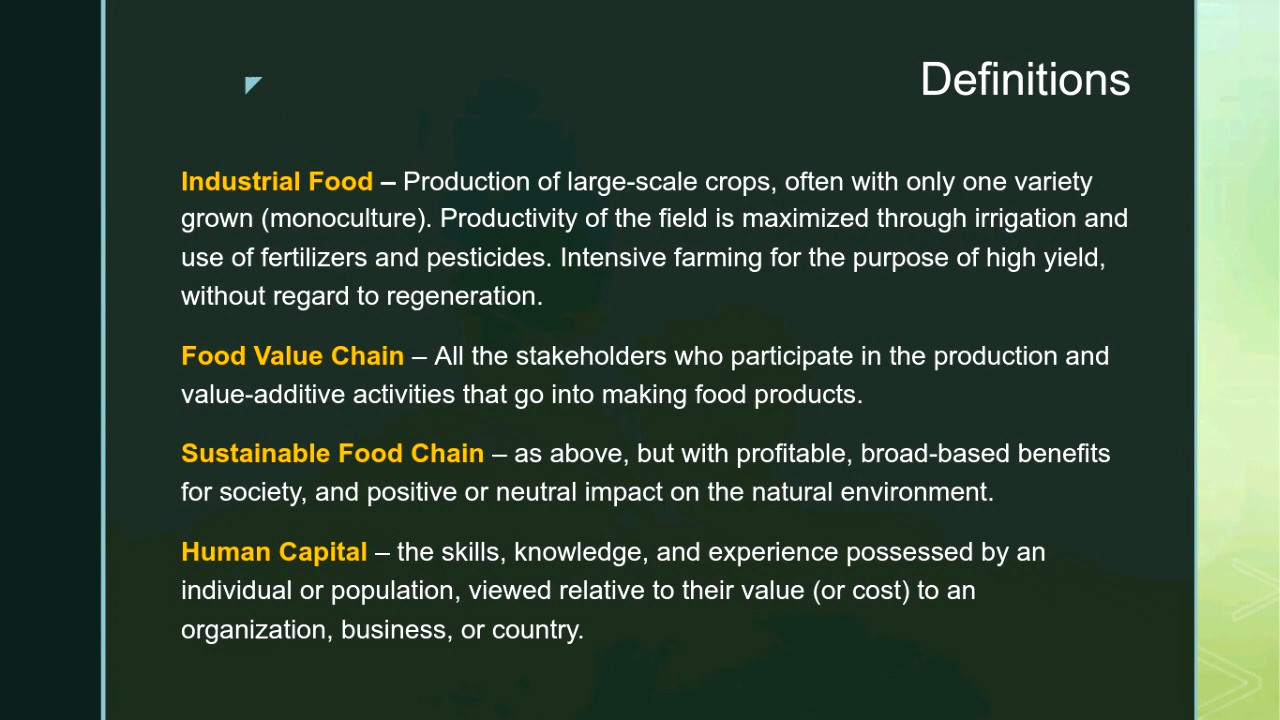 Definitions
Industrial Food – Production of large-scale crops, often with only one variety
grown (monoculture). Productivity of the field is maximized through irrigation and
use of fertilizers and pesticides. Intensive farming for the purpose of high yield,
without regard to regeneration.
Food Value Chain – All the stakeholders who participate in the production and
value-additive activities that go into making food products.
Sustainable Food Chain – as above, but with profitable, broad-based benefits
for society, and positive or neutral impact on the natural environment.
Human Capital – the skills, knowledge, and experience possessed by an
individual or population, viewed relative to their value (or cost) to an
organization, business, or country.